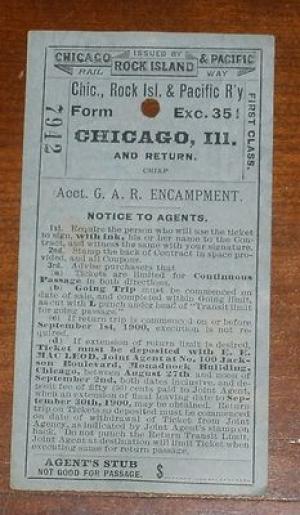 ISSUED BY
CHICAGO ROCK ISLAND & PACIFIC
RAIL WAY
Chic., Rock Isl. & Pacific R'y
Form Exc. 351
FIRST CLASS.
7942
CHICAGO, Ill.
AND RETURN.
Acct. G. A. R. ENCAMPMENT.
NOTICE TO AGENTS.
1st. Require the person who will use the ticket
to sign, with ink, his or her name to the Con-
tract, and witness the same with your signature.
2nd. Stamp the back of Contract in space pro-
vided, and all Coupons.
3rd. Advise purchasers that
(a) Tickets are limited for Continuous
Passage in both directions.
(b) Going Trip must be commenced on
date of sale, and completed within Going limit,
as cut with L punch under head of "Transit limit
for going passage."
(c) If return trip is commenced on or before
September 1st, 1900, execution is not re-
quired.
(d) If extension of return limit is desired,
Ticket must be deposited with E. E.
MAC LEOD, Joint Agent at No. 100 Jack-
son Boulevard, Monadnock Building,
Chicago, between August 27th and noon of
September 2nd, both dates inclusive, and de-
posit fee of fifty (50) cents paid to Joint Agent,
when an extension of final leaving date to Sep-
tember 30th, 1900, may be obtained. Return
trip on Tickets so deposited must be commenced
on date of withdrawal of Ticket from Joint
Agency, as indicated by Joint Agent's stamp on
back. Do not punch the Return Transit Limit,
Joint Agent at destination will limit Ticket when
executing same for return passage.
AGENT'S STUB
NOT GOOD FOR PASSAGE. $